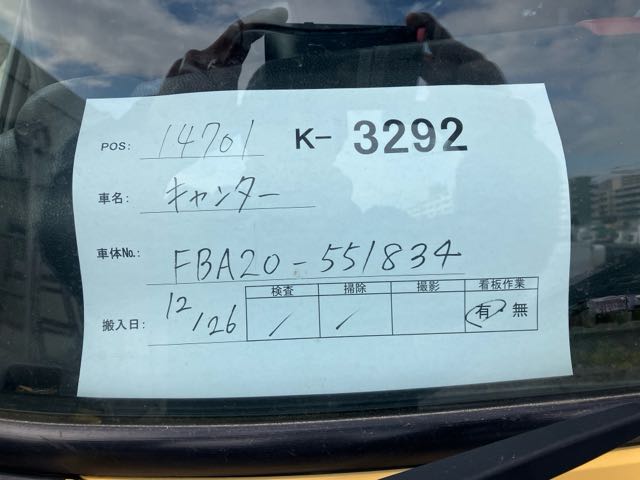 POS: 14701 K-3292
車名: キャンター
車体No.: FBA20-551834
検査 掃除 撮影 看板作業
搬入日: 12/26 / / 有・無